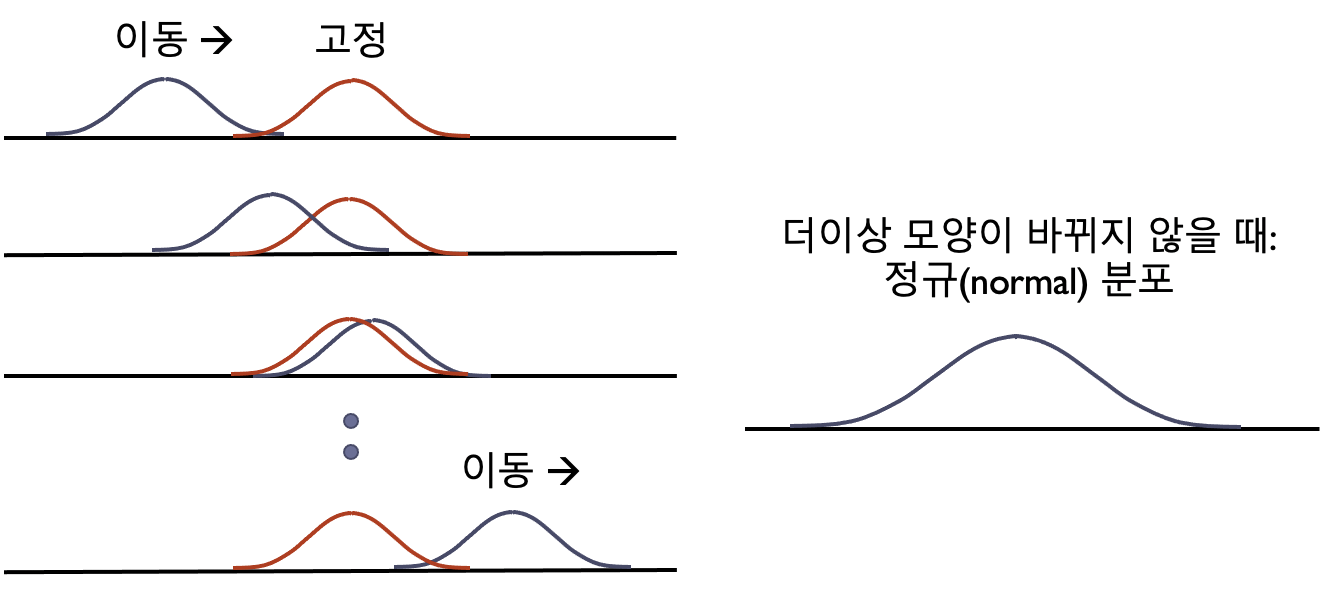 이동 → 고정
더이상 모양이 바뀌지 않을 때:
정규(normal) 분포
이동 →